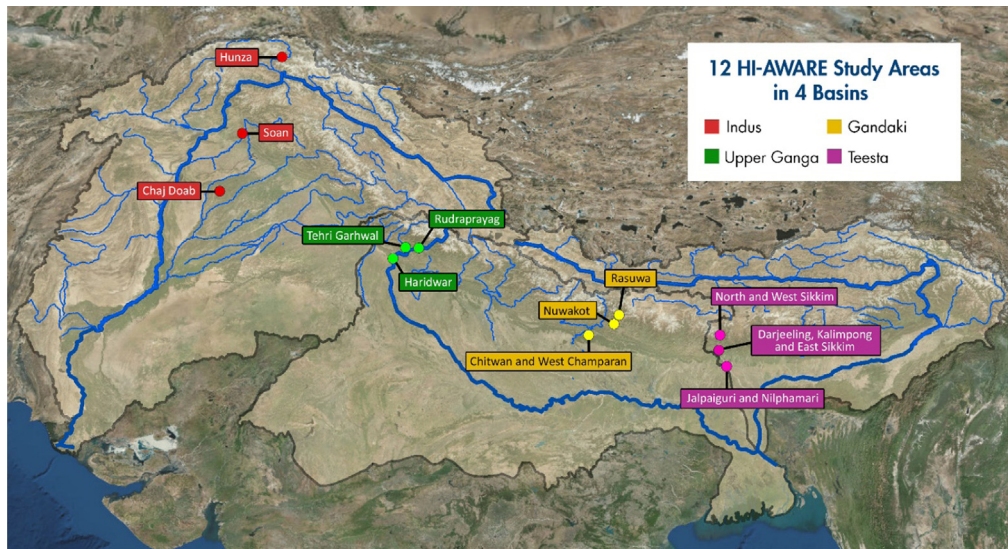 12 HI-AWARE Study Areas
in 4 Basins
Indus
Gandaki
Upper Ganga
Teesta
Hunza
Soan
Chaj Doab
Rudraprayag
Tehri Garhwal
Haridwar
Rasuwa
Nuwakot
Chitwan and West Champaran
North and West Sikkim
Darjeeling, Kalimpong
and East Sikkim
Jalpaiguri and Nilphamari